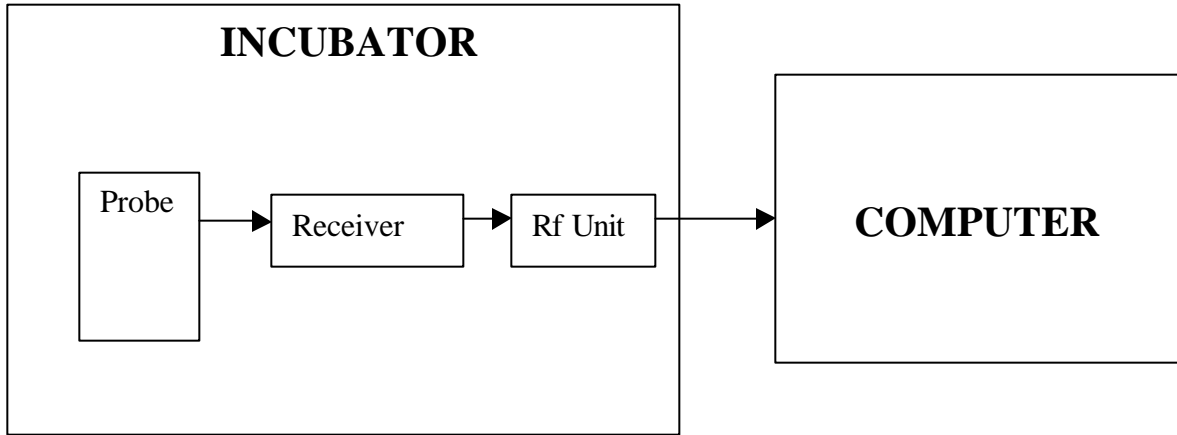 INCUBATOR
Probe
Receiver
Rf Unit
COMPUTER